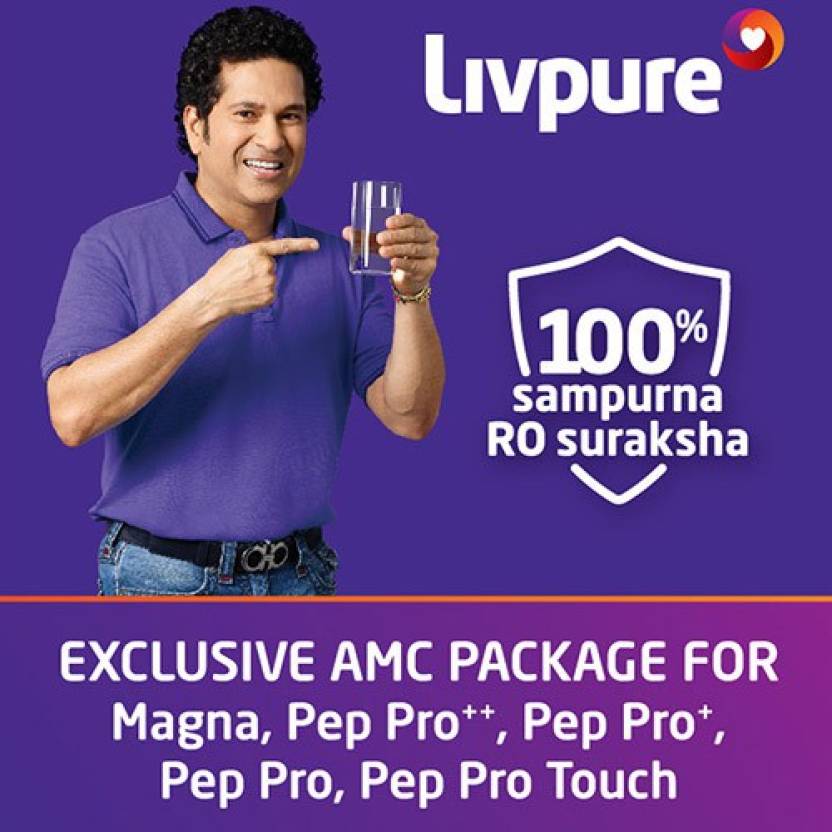 Livpure
100%
sampurna
RO suraksha
EXCLUSIVE AMC PACKAGE FOR
Magna, Pep Pro⁺⁺, Pep Pro⁺,
Pep Pro, Pep Pro Touch